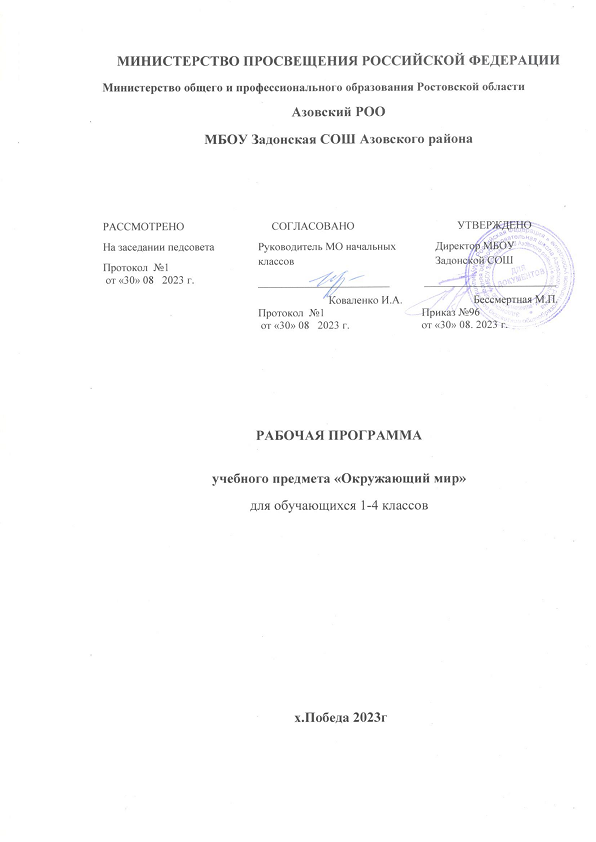 МИНИСТЕРСТВО ПРОСВЕЩЕНИЯ РОССИЙСКОЙ ФЕДЕРАЦИИ
Министерство общего и профессионального образования Ростовской области
Азовский РОО
МБОУ Задонская СОШ Азовского района
РАССМОТРЕНО
На заседании педсовета
Протокол №1
от «30» 08 2023 г.
СОГЛАСОВАНО
Руководитель МО начальных
классов
Коваленко И.А.
Протокол №1
от «30» 08 2023 г.
УТВЕРЖДЕНО
Директор МБОУ
Задонской СОШ
Бессмертная М.П.
Приказ №96
от «30» 08. 2023 г.
ДЛЯ
ДОКУМЕНТОВ
РАБОЧАЯ ПРОГРАММА
учебного предмета «Окружающий мир»
для обучающихся 1-4 классов
х.Победа 2023г